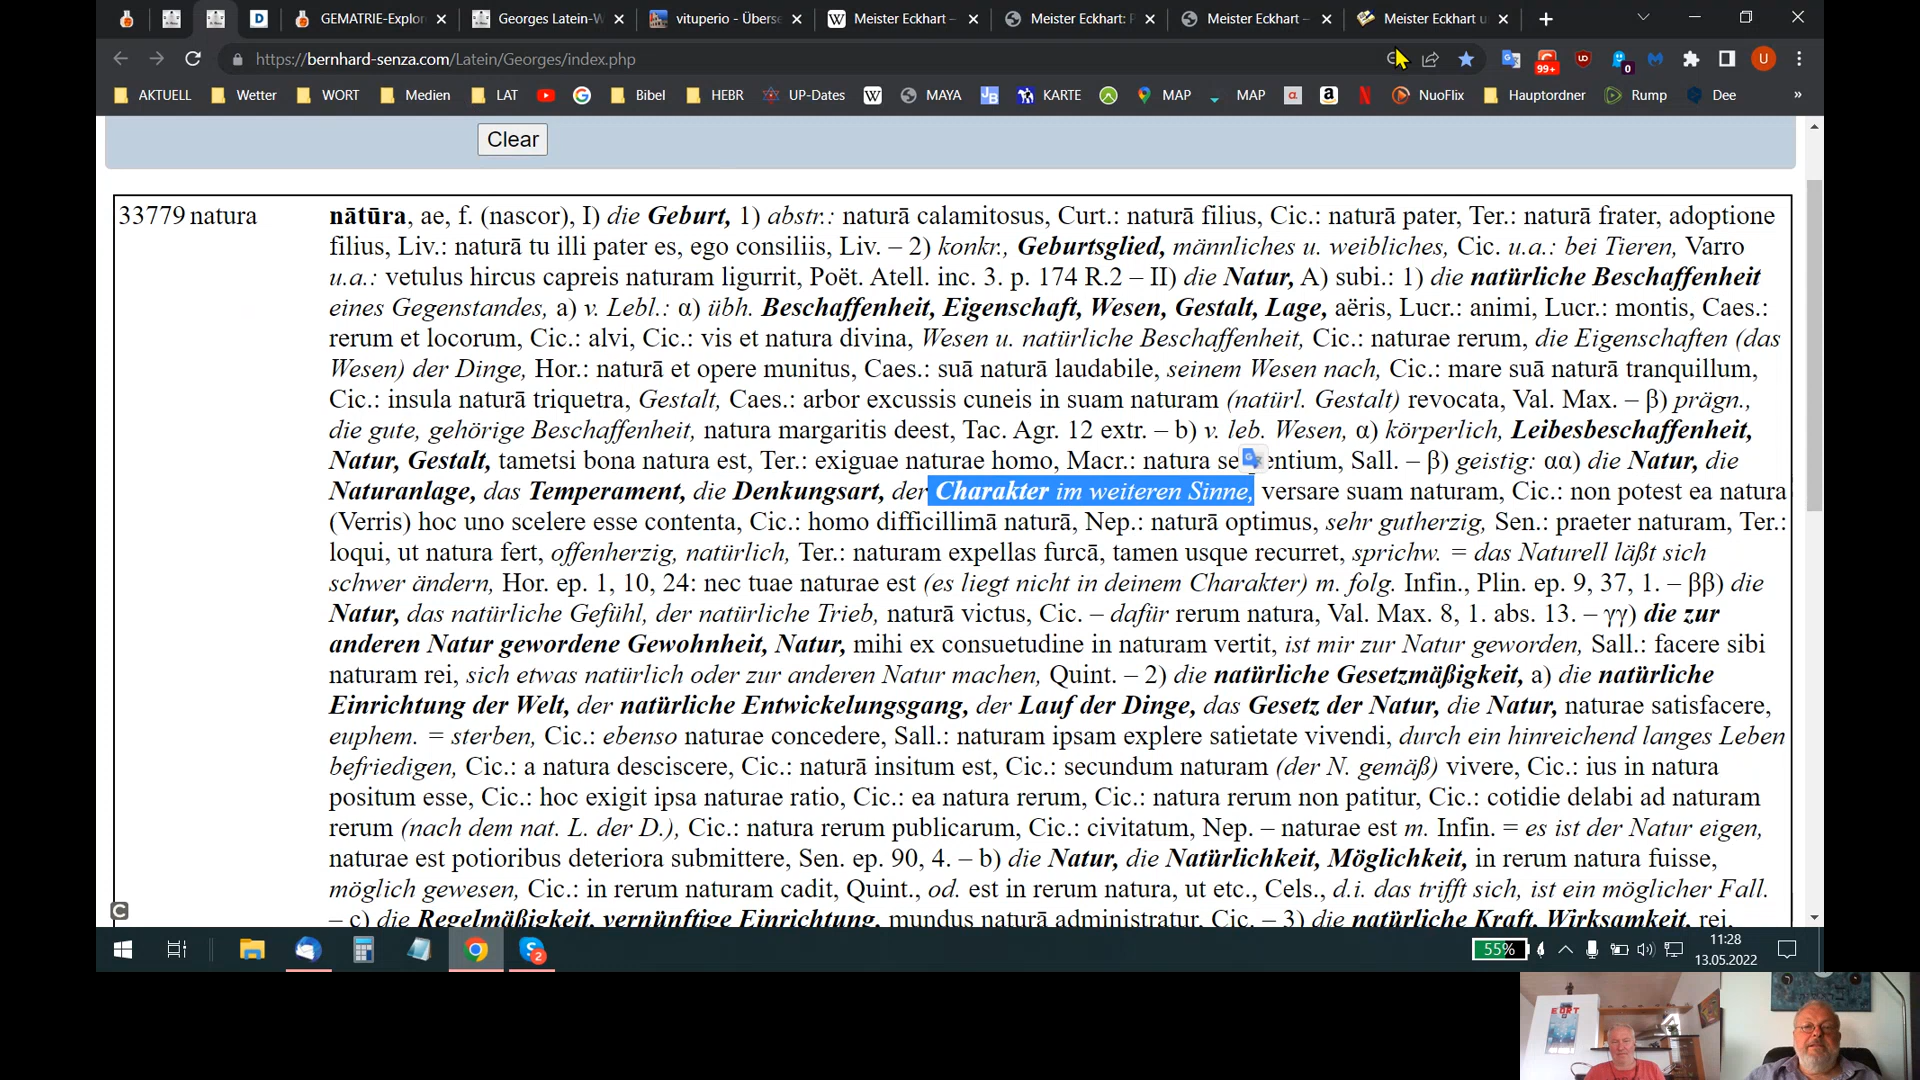 GEMATRIE-Explor
Georges Latein-W
vituperio - Überse
Meister Eckhart –
Meister Eckhart: P
Meister Eckhart –
Meister Eckhart u
https://bernhard-senza.com/Latein/Georges/index.php
99+
0
U
AKTUELL
Wetter
WORT
Medien
LAT
Bibel
HEBR
UP-Dates
MAYA
KARTE
MAP
MAP
NuoFlix
Hauptordner
Rump
Dee
»
Clear
33779 natura
nātūra, ae, f. (nascor), I) die Geburt, 1) abstr.: naturā calamitosus, Curt.: naturā filius, Cic.: naturā pater, Ter.: naturā frater, adoptione
filius, Liv.: naturā tu illi pater es, ego consiliis, Liv. – 2) konkr., Geburtsglied, männliches u. weibliches, Cic. u.a.: bei Tieren, Varro
u.a.: vetulus hircus capreis naturam ligurrit, Poët. Atell. inc. 3. p. 174 R.2 – II) die Natur, A) subi.: 1) die natürliche Beschaffenheit
eines Gegenstandes, a) v. Lebl.: α) übh. Beschaffenheit, Eigenschaft, Wesen, Gestalt, Lage, aëris, Lucr.: animi, Lucr.: montis, Caes.:
rerum et locorum, Cic.: alvi, Cic.: vis et natura divina, Wesen u. natürliche Beschaffenheit, Cic.: naturae rerum, die Eigenschaften (das
Wesen) der Dinge, Hor.: naturā et opere munitus, Caes.: suā naturā laudabile, seinem Wesen nach, Cic.: mare suā naturā tranquillum,
Cic.: insula naturā triquetra, Gestalt, Caes.: arbor excussis cuneis in suam naturam (natürl. Gestalt) revocata, Val. Max. – β) prägn.,
die gute, gehörige Beschaffenheit, natura margaritis deest, Tac. Agr. 12 extr. – b) v. leb. Wesen, α) körperlich, Leibesbeschaffenheit,
Natur, Gestalt, tametsi bona natura est, Ter.: exiguae naturae homo, Macr.: natura se entium, Sall. – β) geistig: αα) die Natur, die
Naturanlage, das Temperament, die Denkungsart, der Charakter im weiteren Sinne, versare suam naturam, Cic.: non potest ea natura
(Verris) hoc uno scelere esse contenta, Cic.: homo difficillimā naturā, Nep.: naturā optimus, sehr gutherzig, Sen.: praeter naturam, Ter.:
loqui, ut natura fert, offenherzig, natürlich, Ter.: naturam expellas furcā, tamen usque recurret, sprichw. = das Naturell läßt sich
schwer ändern, Hor. ep. 1, 10, 24: nec tuae naturae est (es liegt nicht in deinem Charakter) m. folg. Infin., Plin. ep. 9, 37, 1. – ββ) die
Natur, das natürliche Gefühl, der natürliche Trieb, naturā victus, Cic. – dafür rerum natura, Val. Max. 8, 1. abs. 13. – γγ) die zur
anderen Natur gewordene Gewohnheit, Natur, mihi ex consuetudine in naturam vertit, ist mir zur Natur geworden, Sall.: facere sibi
naturam rei, sich etwas natürlich oder zur anderen Natur machen, Quint. – 2) die natürliche Gesetzmäßigkeit, a) die natürliche
Einrichtung der Welt, der natürliche Entwickelungsgang, der Lauf der Dinge, das Gesetz der Natur, die Natur, naturae satisfacere,
euphem. = sterben, Cic.: ebenso naturae concedere, Sall.: naturam ipsam explere satietate vivendi, durch ein hinreichend langes Leben
befriedigen, Cic.: a natura desciscere, Cic.: naturā insitum est, Cic.: secundum naturam (der N. gemäß) vivere, Cic.: ius in natura
positum esse, Cic.: hoc exigit ipsa naturae ratio, Cic.: ea natura rerum, Cic.: natura rerum non patitur, Cic.: cotidie delabi ad naturam
rerum (nach dem nat. L. der D.), Cic.: natura rerum publicarum, Cic.: civitatum, Nep. – naturae est m. Infin. = es ist der Natur eigen,
naturae est potioribus deteriora submittere, Sen. ep. 90, 4. – b) die Natur, die Natürlichkeit, Möglichkeit, in rerum natura fuisse,
möglich gewesen, Cic.: in rerum naturam cadit, Quint., od. est in rerum natura, ut etc., Cels., d.i. das trifft sich, ist ein möglicher Fall.
– c) die Regelmäßigkeit, vernünftige Einrichtung, mundus naturā administratur, Cic. – 3) die natürliche Kraft, Wirksamkeit, rei,
55%
11:28
13.05.2022
2